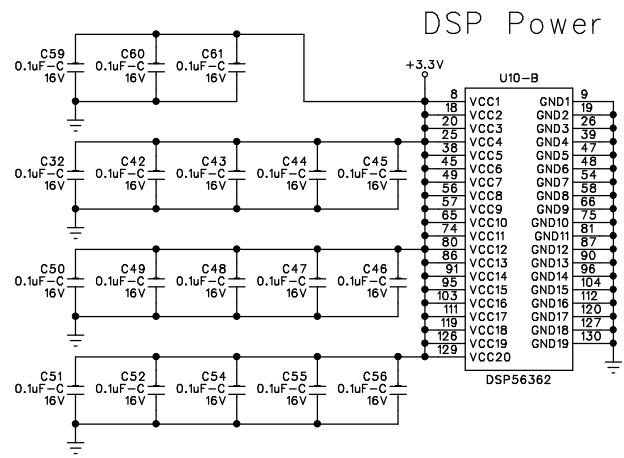 DSP Power
C59 C60 C61
0.1uF-C 0.1uF-C 0.1uF-C
16V 16V 16V
+3.3V
U10-B
8 VCC1 GND1 9
18 VCC2 GND2 19
20 VCC3 GND3 26
25 VCC4 GND4 39
38 VCC5 GND5 47
45 VCC6 GND6 48
49 VCC7 GND7 54
56 VCC8 GND8 58
57 VCC9 GND9 66
65 VCC10 GND10 75
74 VCC11 GND11 81
80 VCC12 GND12 87
86 VCC13 GND13 90
91 VCC14 GND14 96
95 VCC15 GND15 104
103 VCC16 GND16 112
111 VCC17 GND17 120
119 VCC18 GND18 127
126 VCC19 GND19 130
129 VCC20
DSP56362
C32 C42 C43 C44 C45
0.1uF-C 0.1uF-C 0.1uF-C 0.1uF-C 0.1uF-C
16V 16V 16V 16V 16V
C50 C49 C48 C47 C46
0.1uF-C 0.1uF-C 0.1uF-C 0.1uF-C 0.1uF-C
16V 16V 16V 16V 16V
C51 C52 C54 C55 C56
0.1uF-C 0.1uF-C 0.1uF-C 0.1uF-C 0.1uF-C
16V 16V 16V 16V 16V